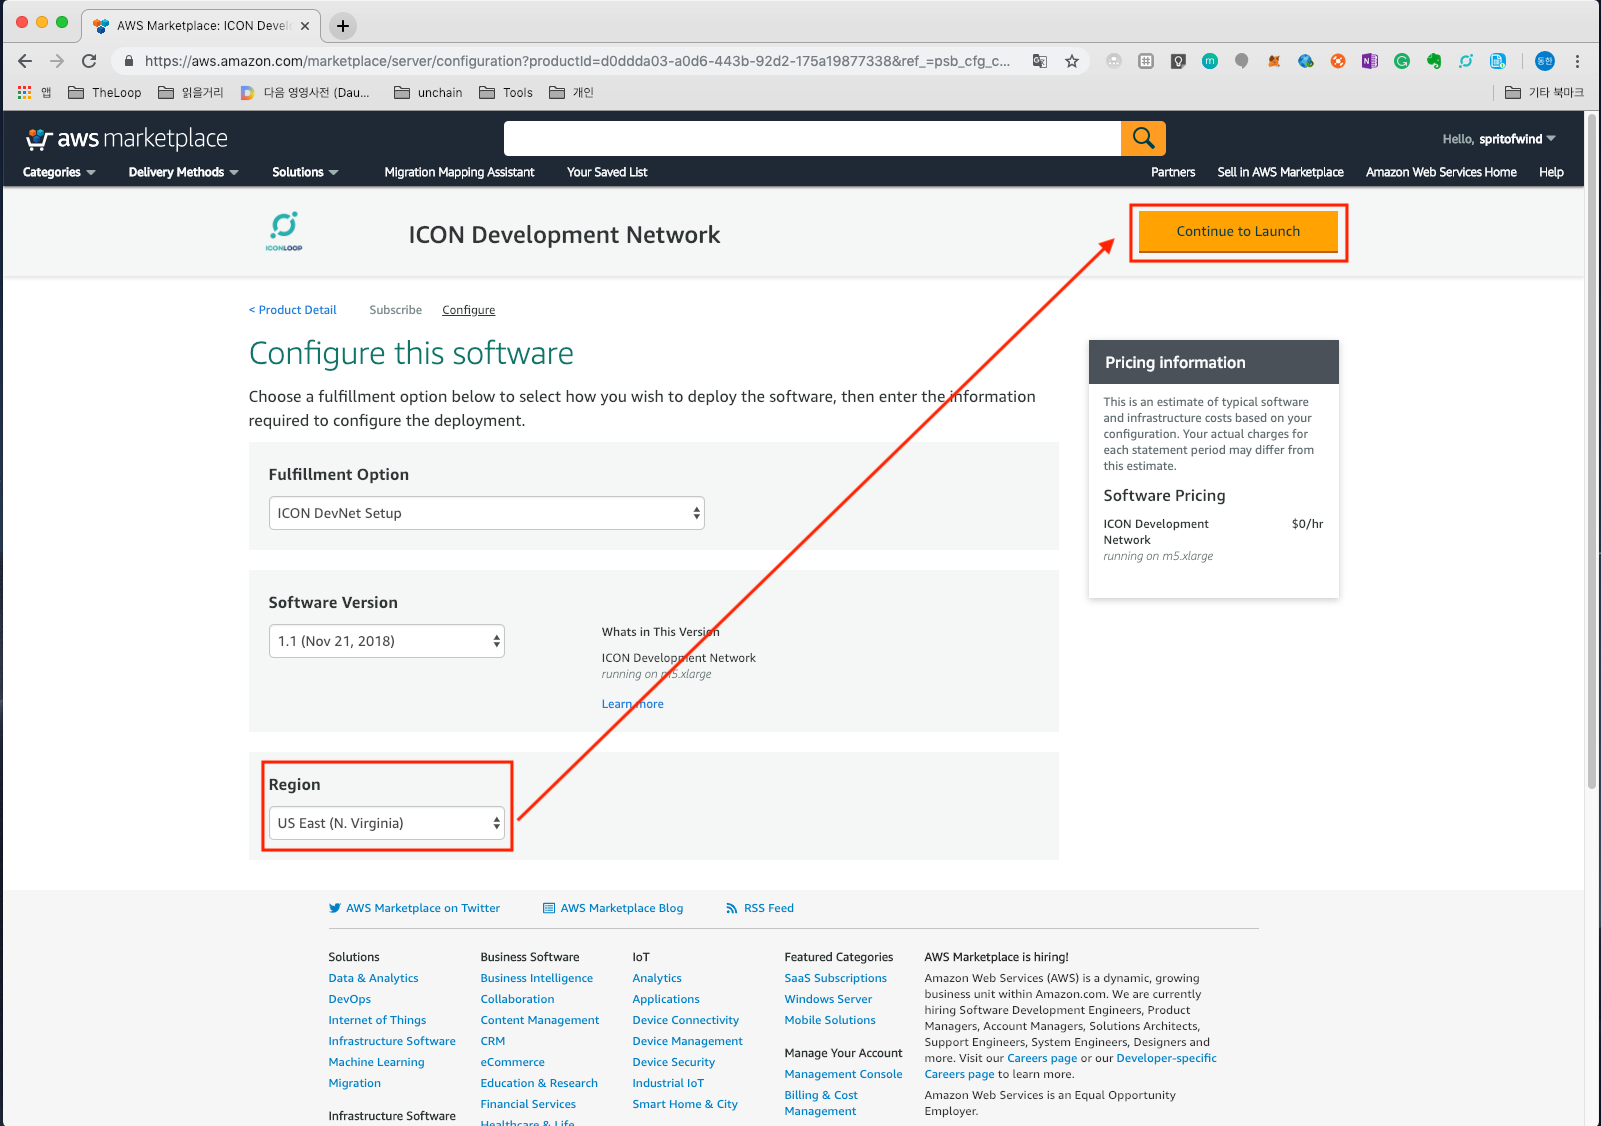 AWS Marketplace: ICON Devel
https://aws.amazon.com/marketplace/server/configuration?productId=d0ddda03-a0d6-443b-92d2-175a19877338&ref_=psb_cfg_c...
동한
앱 TheLoop 읽을거리 다음 영영사전 (Dau... unchain Tools 개인 기타 북마크
aws marketplace
Hello, spritofwind
Categories Delivery Methods Solutions Migration Mapping Assistant Your Saved List Partners Sell in AWS Marketplace Amazon Web Services Home Help
ICONLOOP
ICON Development Network
Continue to Launch
< Product Detail Subscribe Configure
Configure this software
Choose a fulfillment option below to select how you wish to deploy the software, then enter the information
required to configure the deployment.
Fulfillment Option
ICON DevNet Setup
Software Version
1.1 (Nov 21, 2018)
Whats in This Version
ICON Development Network
running on m5.xlarge
Learn more
Region
US East (N. Virginia)
Pricing information
This is an estimate of typical software
and infrastructure costs based on your
configuration. Your actual charges for
each statement period may differ from
this estimate.
Software Pricing
ICON Development $0/hr
Network
running on m5.xlarge
AWS Marketplace on Twitter AWS Marketplace Blog RSS Feed
Solutions
Data & Analytics
DevOps
Internet of Things
Infrastructure Software
Machine Learning
Migration
Infrastructure Software
Business Software
Business Intelligence
Collaboration
Content Management
CRM
eCommerce
Education & Research
Financial Services
Healthcare & Life
IoT
Analytics
Applications
Device Connectivity
Device Management
Device Security
Industrial IoT
Smart Home & City
Featured Categories
SaaS Subscriptions
Windows Server
Mobile Solutions
Manage Your Account
Management Console
Billing & Cost
Management
AWS Marketplace is hiring!
Amazon Web Services (AWS) is a dynamic, growing
business unit within Amazon.com. We are currently
hiring Software Development Engineers, Product
Managers, Account Managers, Solutions Architects,
Support Engineers, System Engineers, Designers and
more. Visit our Careers page or our Developer-specific
Careers page to learn more.
Amazon Web Services is an Equal Opportunity
Employer.